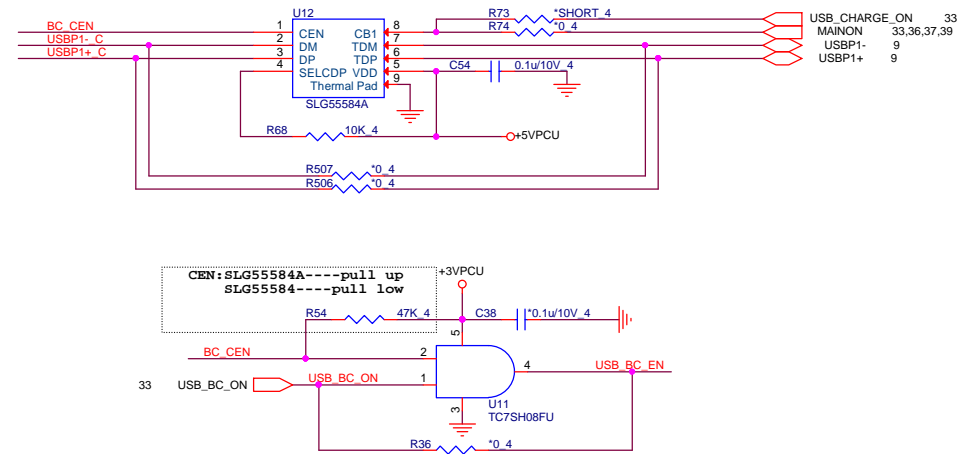 U12
R73 *SHORT_4
R74 *0_4
USB_CHARGE_ON 33
MAINON 33,36,37,39
USBP1- 9
USBP1+ 9
BC_CEN
USBP1-_C
USBP1+_C
1 CEN CB1 8
2 DM TDM 7
3 DP TDP 6
4 SELCDP VDD 5
Thermal Pad 9
SLG55584A
C54 0.1u/10V_4
R68 10K_4
+5VPCU
R507 *0_4
R506 *0_4
CEN:SLG55584A----pull up
SLG55584----pull low
+3VPCU
R54 47K_4
C38 *0.1u/10V_4
5
BC_CEN 2
4 USB_BC_EN
33 USB_BC_ON USB_BC_ON 1
3
U11
TC7SH08FU
R36 *0_4